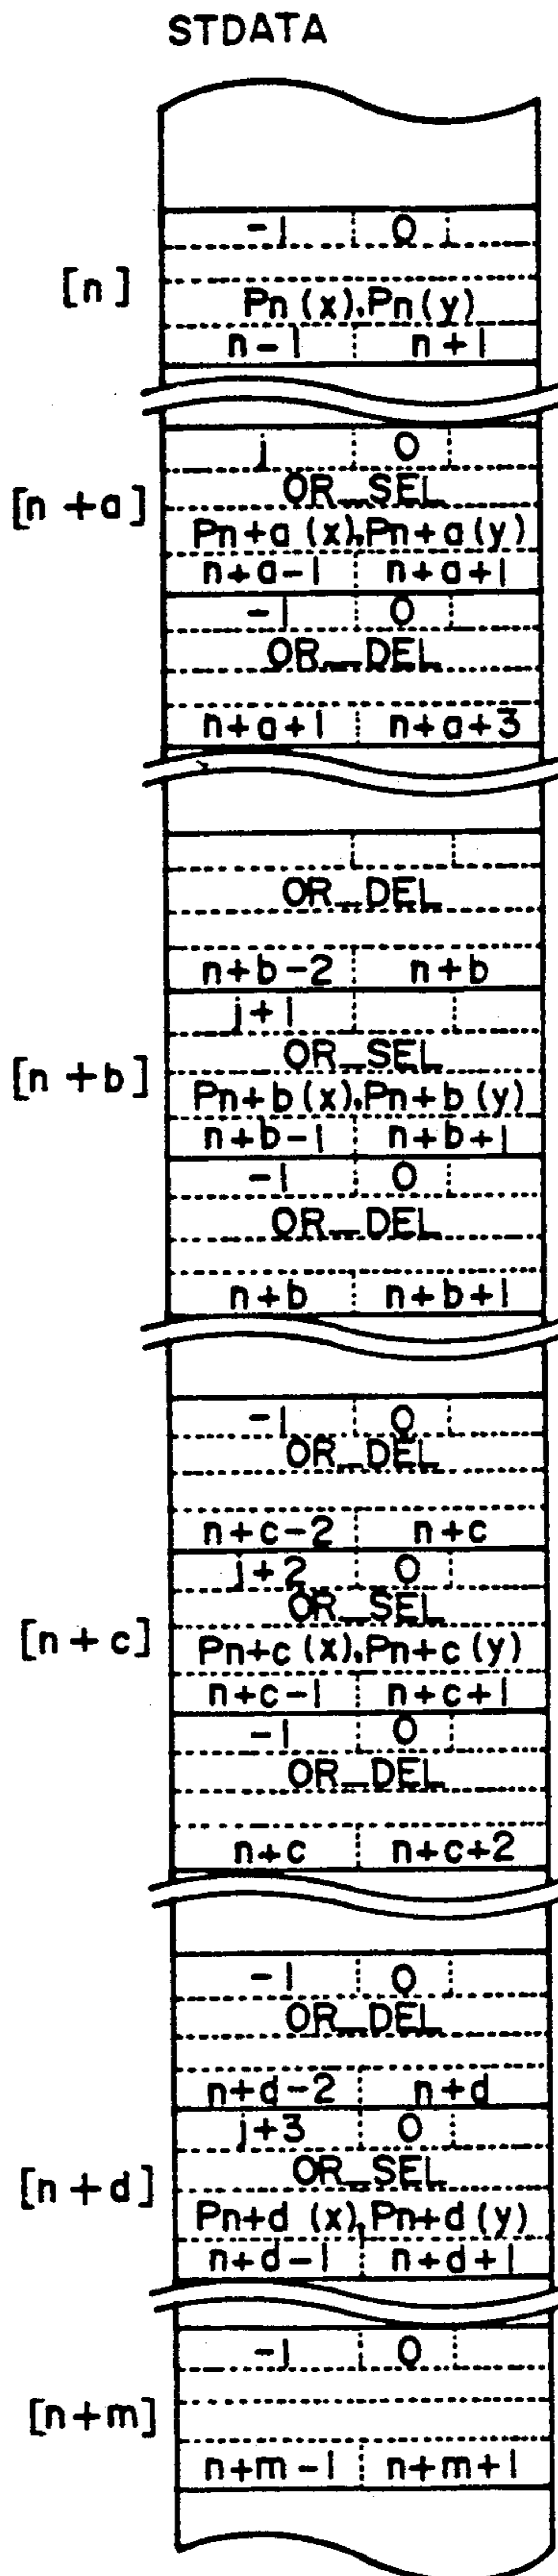 STDATA
-1 0
[n]
Pn(x),Pn(y)
n-1 n+1
j 0
OR_SEL
[n+a]
Pn+a(x),Pn+a(y)
n+a-1 n+a+1
-1 0
OR_DEL
n+a+1 n+a+3
OR_DEL
n+b-2 n+b
j+1
OR_SEL
[n+b]
Pn+b(x),Pn+b(y)
n+b-1 n+b+1
-1 0
OR_DEL
n+b n+b+1
-1 0
OR_DEL
n+c-2 n+c
j+2 0
OR_SEL
[n+c]
Pn+c(x),Pn+c(y)
n+c-1 n+c+1
-1 0
OR_DEL
n+c n+c+2
-1 0
OR_DEL
n+d-2 n+d
j+3 0
OR_SEL
[n+d]
Pn+d(x),Pn+d(y)
n+d-1 n+d+1
-1 0
[n+m]
n+m-1 n+m+1